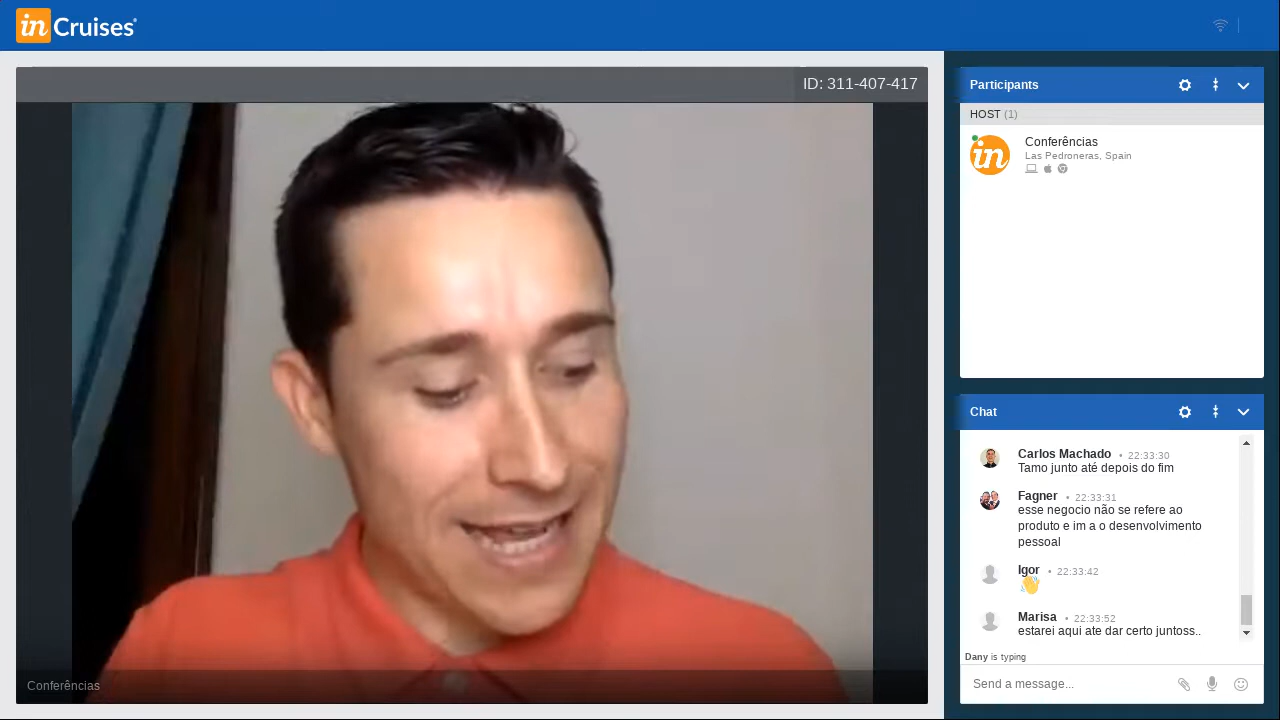 in Cruises®
ID: 311-407-417
Conferências
Participants
HOST (1)
in
Conferências
Las Pedroneras, Spain
Chat
Carlos Machado • 22:33:30
Tamo junto até depois do fim
Fagner • 22:33:31
esse negocio não se refere ao
produto e im a o desenvolvimento
pessoal
Igor • 22:33:42
Marisa • 22:33:52
estarei aqui ate dar certo juntoss..
Dany is typing
Send a message...